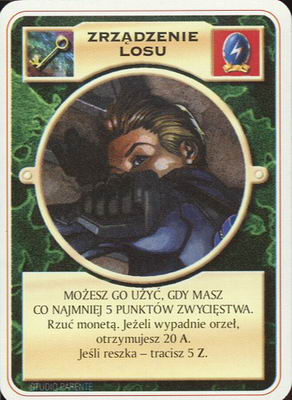 ZRZĄDZENIE
LOSU
MOŻESZ GO UŻYĆ, GDY MASZ
CO NAJMNIEJ 5 PUNKTÓW ZWYCIĘSTWA.
Rzuć monetą. Jeżeli wypadnie orzeł,
otrzymujesz 20 A.
Jeśli reszka – tracisz 5 Z.
STUDIO PARENTE